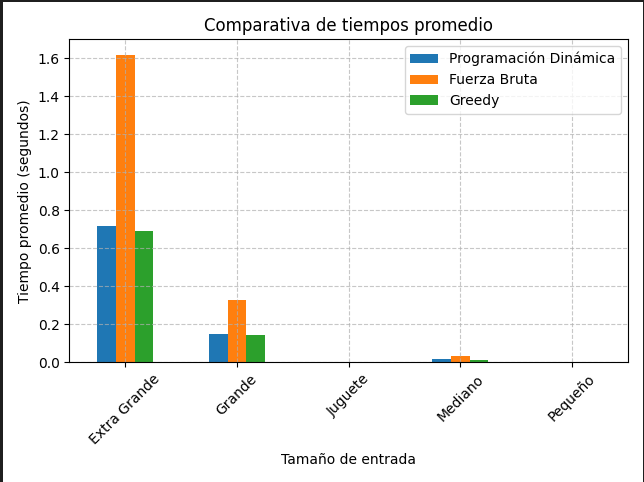 Comparativa de tiempos promedio
Programación Dinámica
Fuerza Bruta
Greedy
Tiempo promedio (segundos)
1.6
1.4
1.2
1.0
0.8
0.6
0.4
0.2
0.0
Extra Grande
Grande
Juguete
Mediano
Pequeño
Tamaño de entrada